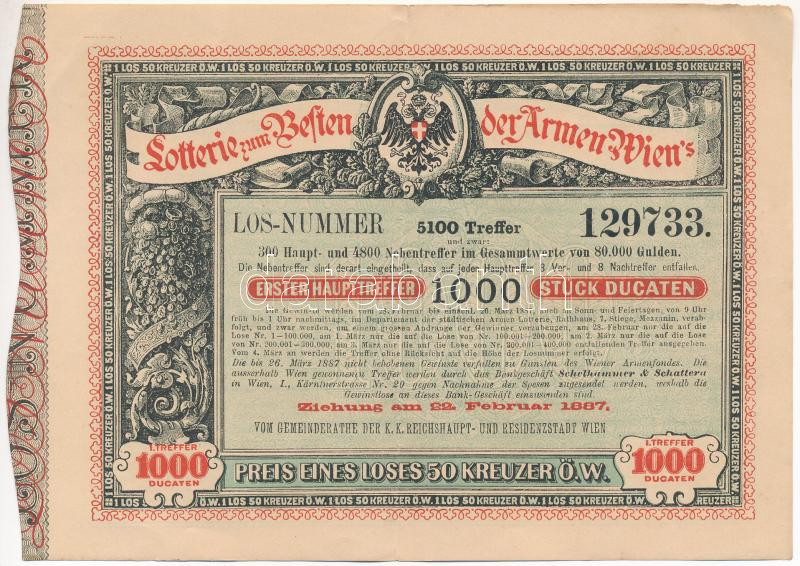 1 LOS 50 KREUZER Ö.W. 1 LOS 50 KREUZER Ö.W. 1 LOS 50 KREUZER Ö.W. 1 LOS 50 KREUZER Ö.W.
Lotterie zum Besten der Armen Wien's
LOS-NUMMER 5100 Treffer 129733.
und zwar:
300 Haupt- und 4800 Nebentreffer im Gesammtwerte von 80.000 Gulden.
Die Nebentreffer sind derart eingetheilt, dass auf jeden Haupttreffer 8 Vor- und 8 Nachtreffer entfallen.
ERSTER HAUPTTREFFER 1000 STÜCK DUCATEN
Die Gewinste werden vom 28. Februar bis einschl. 26. März 1887, auch an Sonn- und Feiertagen, von 9 Uhr
früh bis 1 Uhr nachmittags, im Departement der städtischen Armen Lotterie, Rathhaus, 7. Stiege, Mezzanin, verab-
folgt, und zwar werden, um einem grossen Andrange der Gewinner vorzubeugen, am 28. Februar nur die auf die
Lose Nr. 1–100,000, am 1. März nur die auf die Lose von Nr. 100,001–200,000, am 2. März nur die auf die Lose
von Nr. 200,001–300,000, am 3. März nur die auf die Lose von Nr. 300,001–400,000 entfallenden Treffer ausgegeben.
Vom 4. März an werden die Treffer ohne Rücksicht auf die Höhe der Losnummer erfolgt.
Die bis 26. März 1887 nicht behobenen Gewinste verfallen zu Gunsten des Wiener Armenfondes. Die
ausserhalb Wien gewonnenen Treffer werden durch das Bankgeschäft Schelhammer & Schattera
in Wien, I., Kärntnerstrasse Nr. 20 gegen Nachnahme der Spesen zugesendet werden, weshalb die
Gewinstlose an dieses Bank-Geschäft einzusenden sind.
Ziehung am 22. Februar 1887.
VOM GEMEINDERATHE DER K. K. REICHSHAUPT- UND RESIDENZSTADT WIEN
I. TREFFER 1000 DUCATEN
PREIS EINES LOSES 50 KREUZER Ö.W.
I. TREFFER 1000 DUCATEN